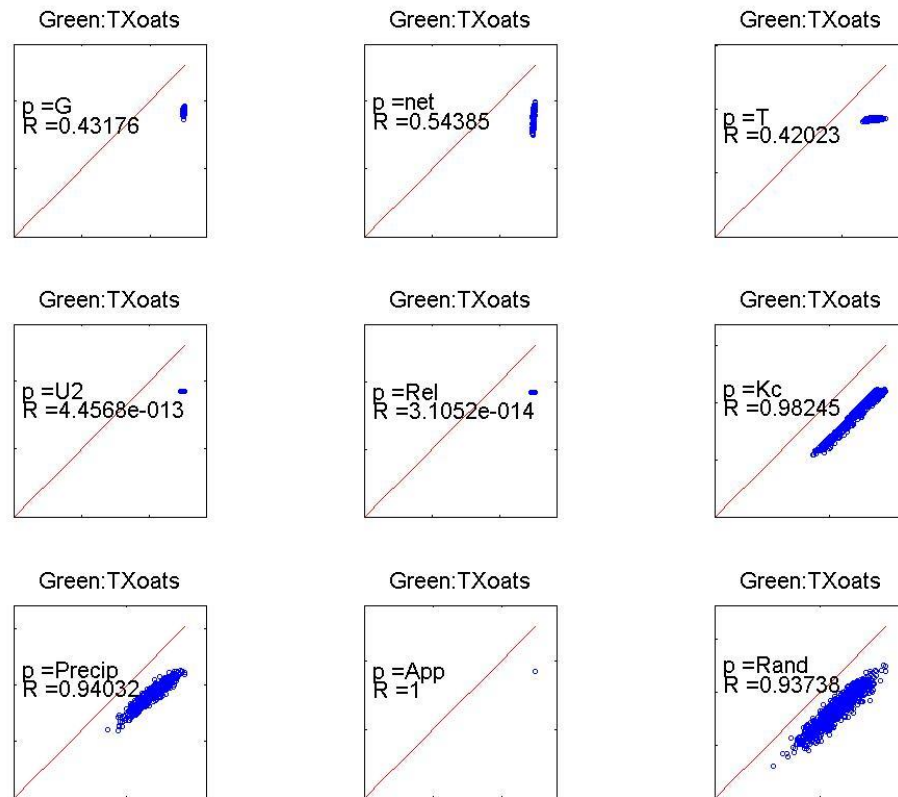 Green:TXoats
Green:TXoats
Green:TXoats
p =G
R =0.43176
p =net
R =0.54385
p =T
R =0.42023
Green:TXoats
Green:TXoats
Green:TXoats
p =U2
R =4.4568e-013
p =Rel
R =3.1052e-014
p =Kc
R =0.98245
Green:TXoats
Green:TXoats
Green:TXoats
p =Precip
R =0.94032
p =App
R =1
p =Rand
R =0.93738